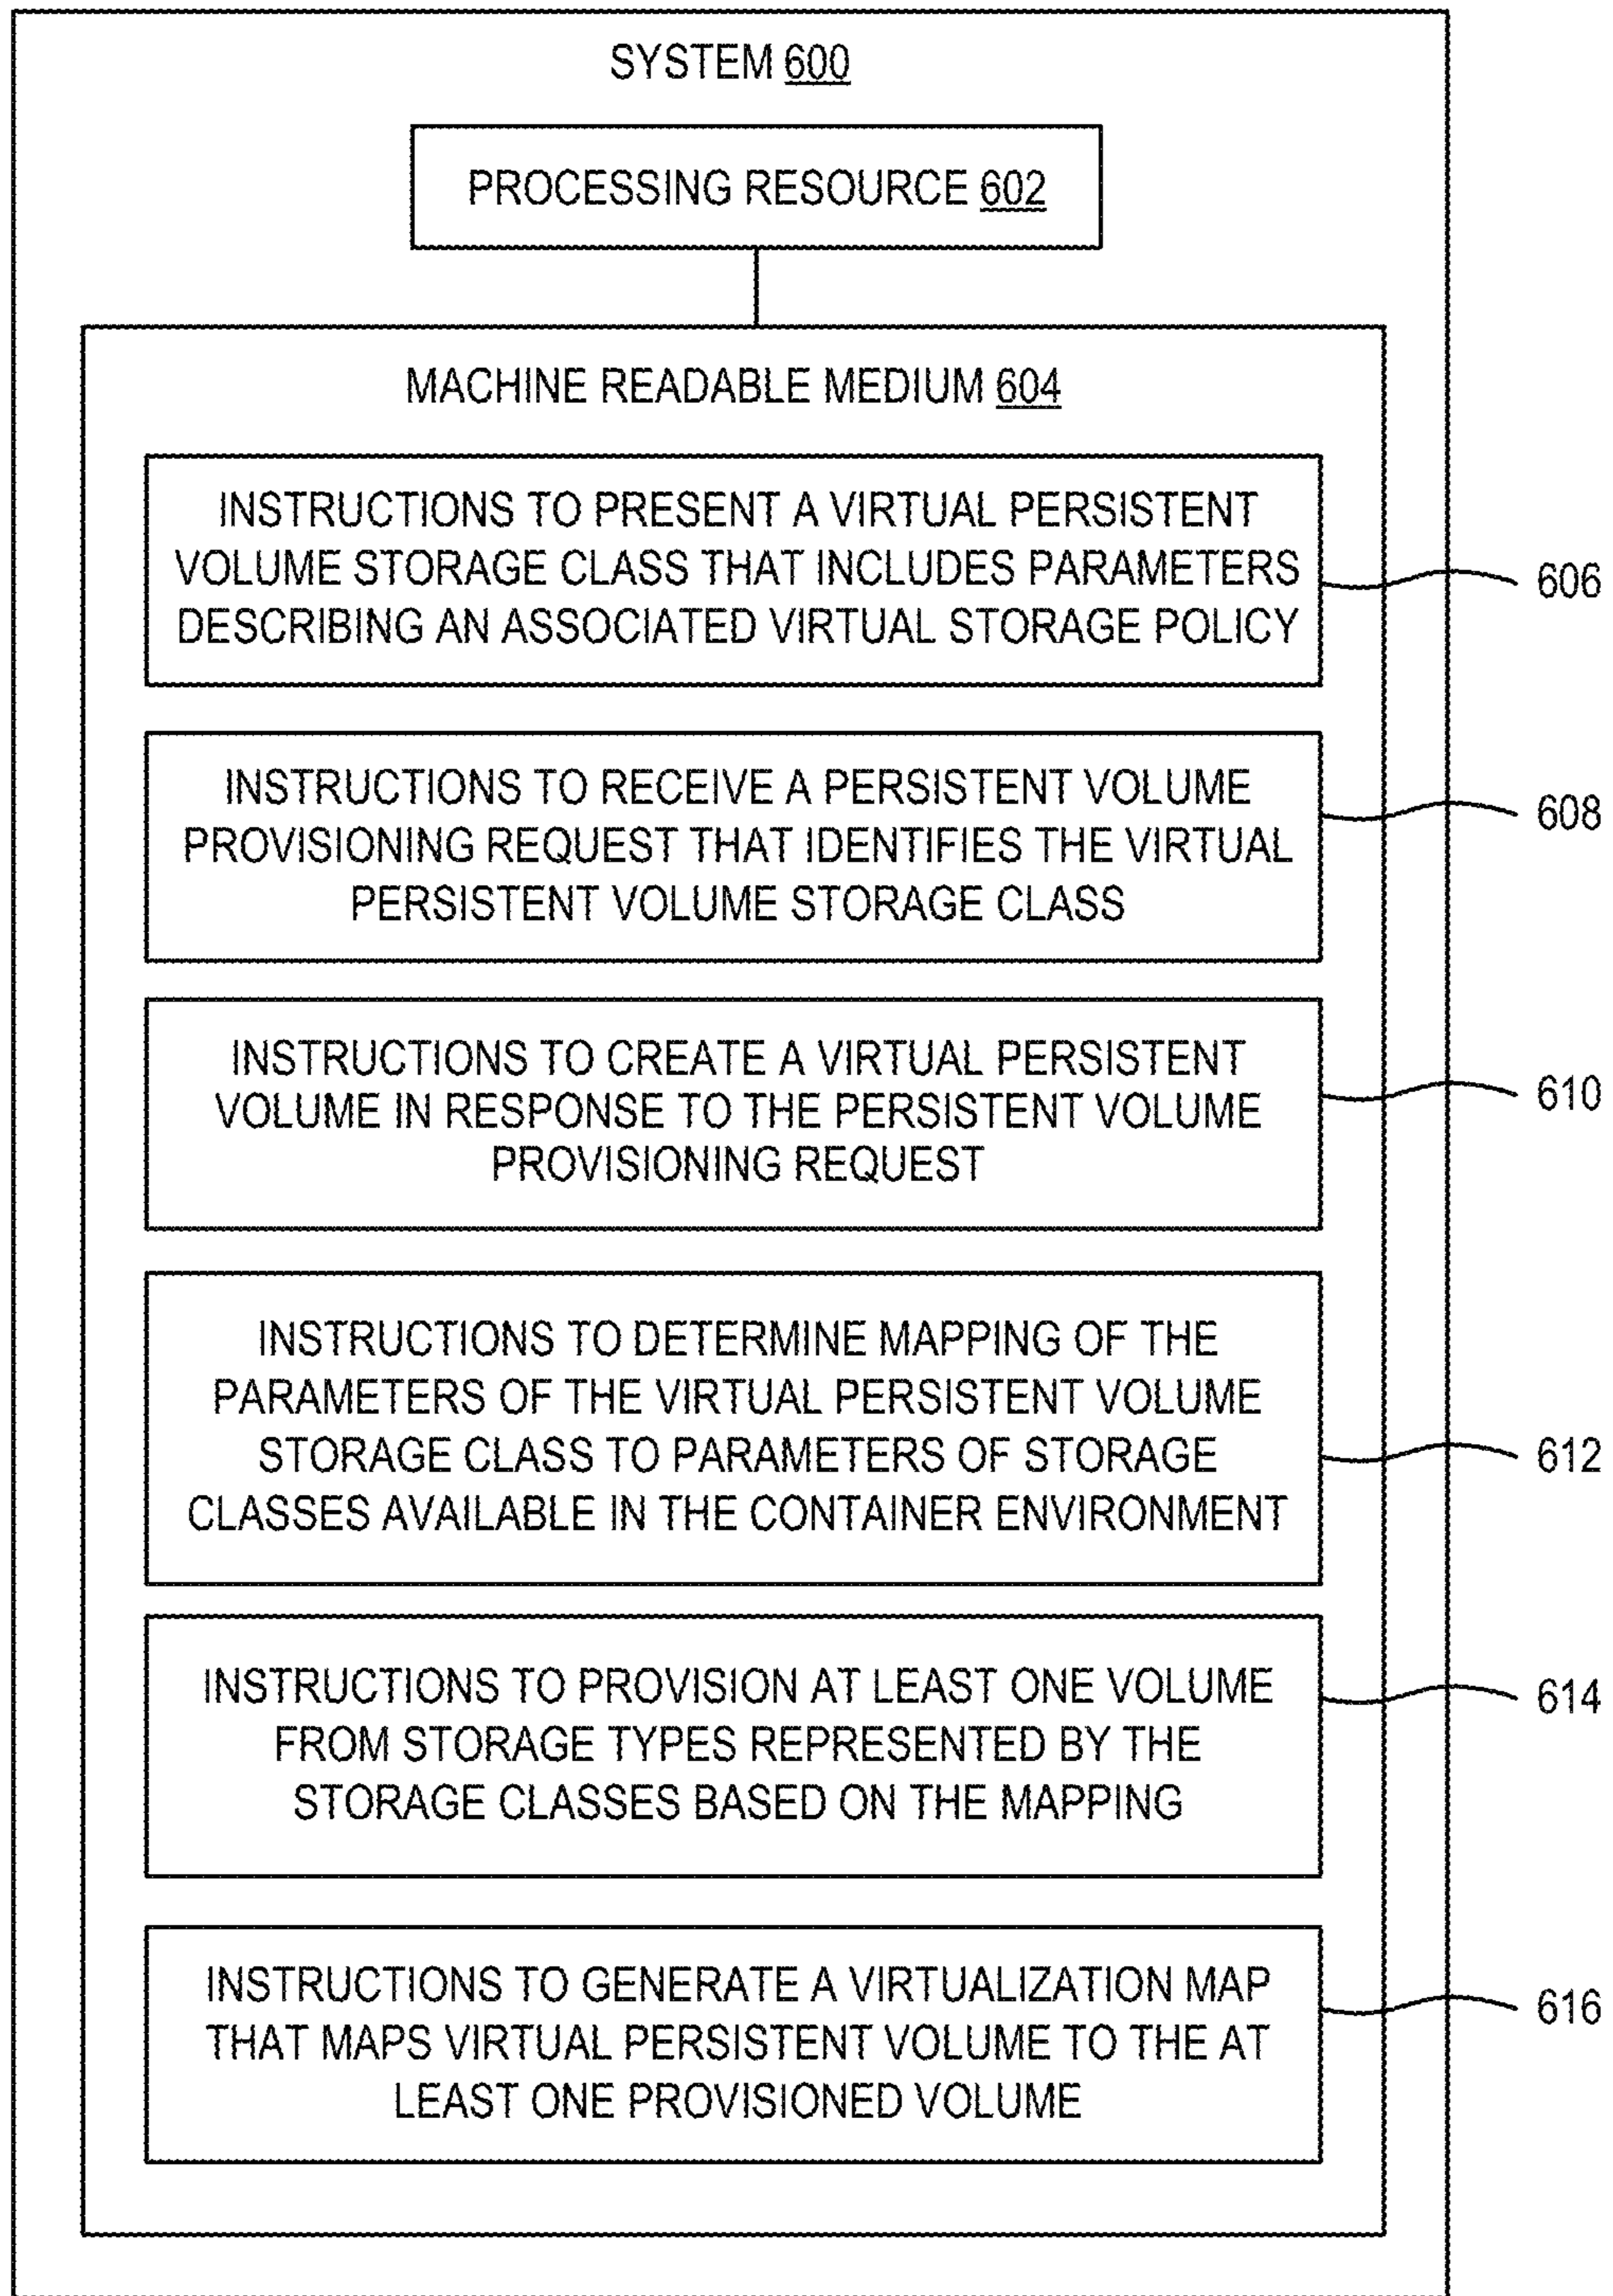 SYSTEM 600
PROCESSING RESOURCE 602
MACHINE READABLE MEDIUM 604
INSTRUCTIONS TO PRESENT A VIRTUAL PERSISTENT
VOLUME STORAGE CLASS THAT INCLUDES PARAMETERS
DESCRIBING AN ASSOCIATED VIRTUAL STORAGE POLICY
606
INSTRUCTIONS TO RECEIVE A PERSISTENT VOLUME
PROVISIONING REQUEST THAT IDENTIFIES THE VIRTUAL
PERSISTENT VOLUME STORAGE CLASS
608
INSTRUCTIONS TO CREATE A VIRTUAL PERSISTENT
VOLUME IN RESPONSE TO THE PERSISTENT VOLUME
PROVISIONING REQUEST
610
INSTRUCTIONS TO DETERMINE MAPPING OF THE
PARAMETERS OF THE VIRTUAL PERSISTENT VOLUME
STORAGE CLASS TO PARAMETERS OF STORAGE
CLASSES AVAILABLE IN THE CONTAINER ENVIRONMENT
612
INSTRUCTIONS TO PROVISION AT LEAST ONE VOLUME
FROM STORAGE TYPES REPRESENTED BY THE
STORAGE CLASSES BASED ON THE MAPPING
614
INSTRUCTIONS TO GENERATE A VIRTUALIZATION MAP
THAT MAPS VIRTUAL PERSISTENT VOLUME TO THE AT
LEAST ONE PROVISIONED VOLUME
616